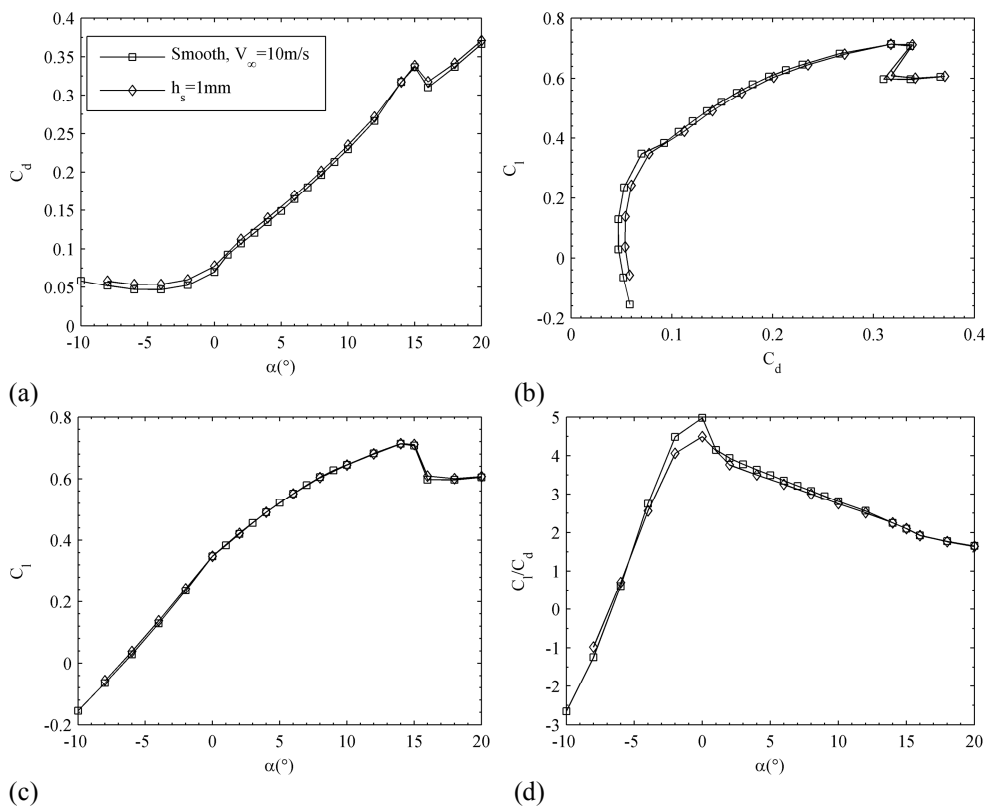 0.4
0.35
0.3
0.25
0.2
0.15
0.1
0.05
0
C_d
Smooth, V_∞=10m/s
h_s=1mm
-10 -5 0 5 10 15 20
α(°)
(a)
0.8
0.6
0.4
0.2
0
-0.2
C_l
0 0.1 0.2 0.3 0.4
C_d
(b)
0.8
0.6
0.4
0.2
0
-0.2
C_l
-10 -5 0 5 10 15 20
α(°)
(c)
5
4
3
2
1
0
-1
-2
-3
C_l/C_d
-10 -5 0 5 10 15 20
α(°)
(d)